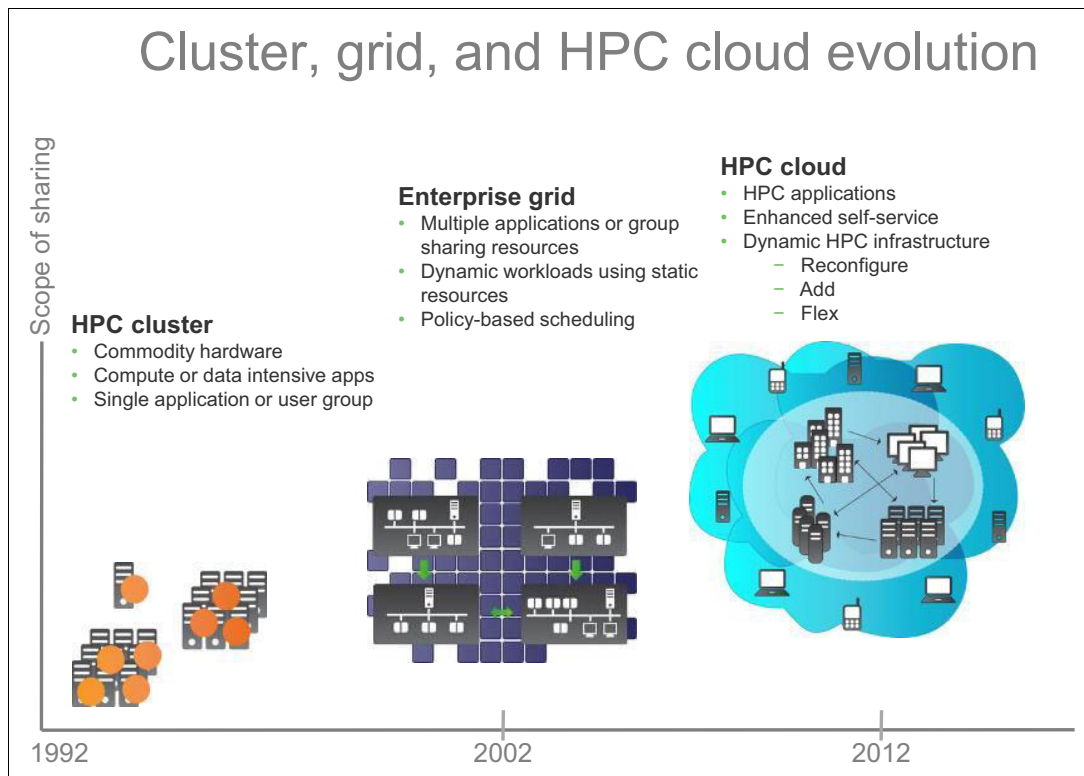 Cluster, grid, and HPC cloud evolution
Scope of sharing
HPC cluster
• Commodity hardware
• Compute or data intensive apps
• Single application or user group
Enterprise grid
• Multiple applications or group
sharing resources
• Dynamic workloads using static
resources
• Policy-based scheduling
HPC cloud
• HPC applications
• Enhanced self-service
• Dynamic HPC infrastructure
− Reconfigure
− Add
− Flex
1992
2002
2012